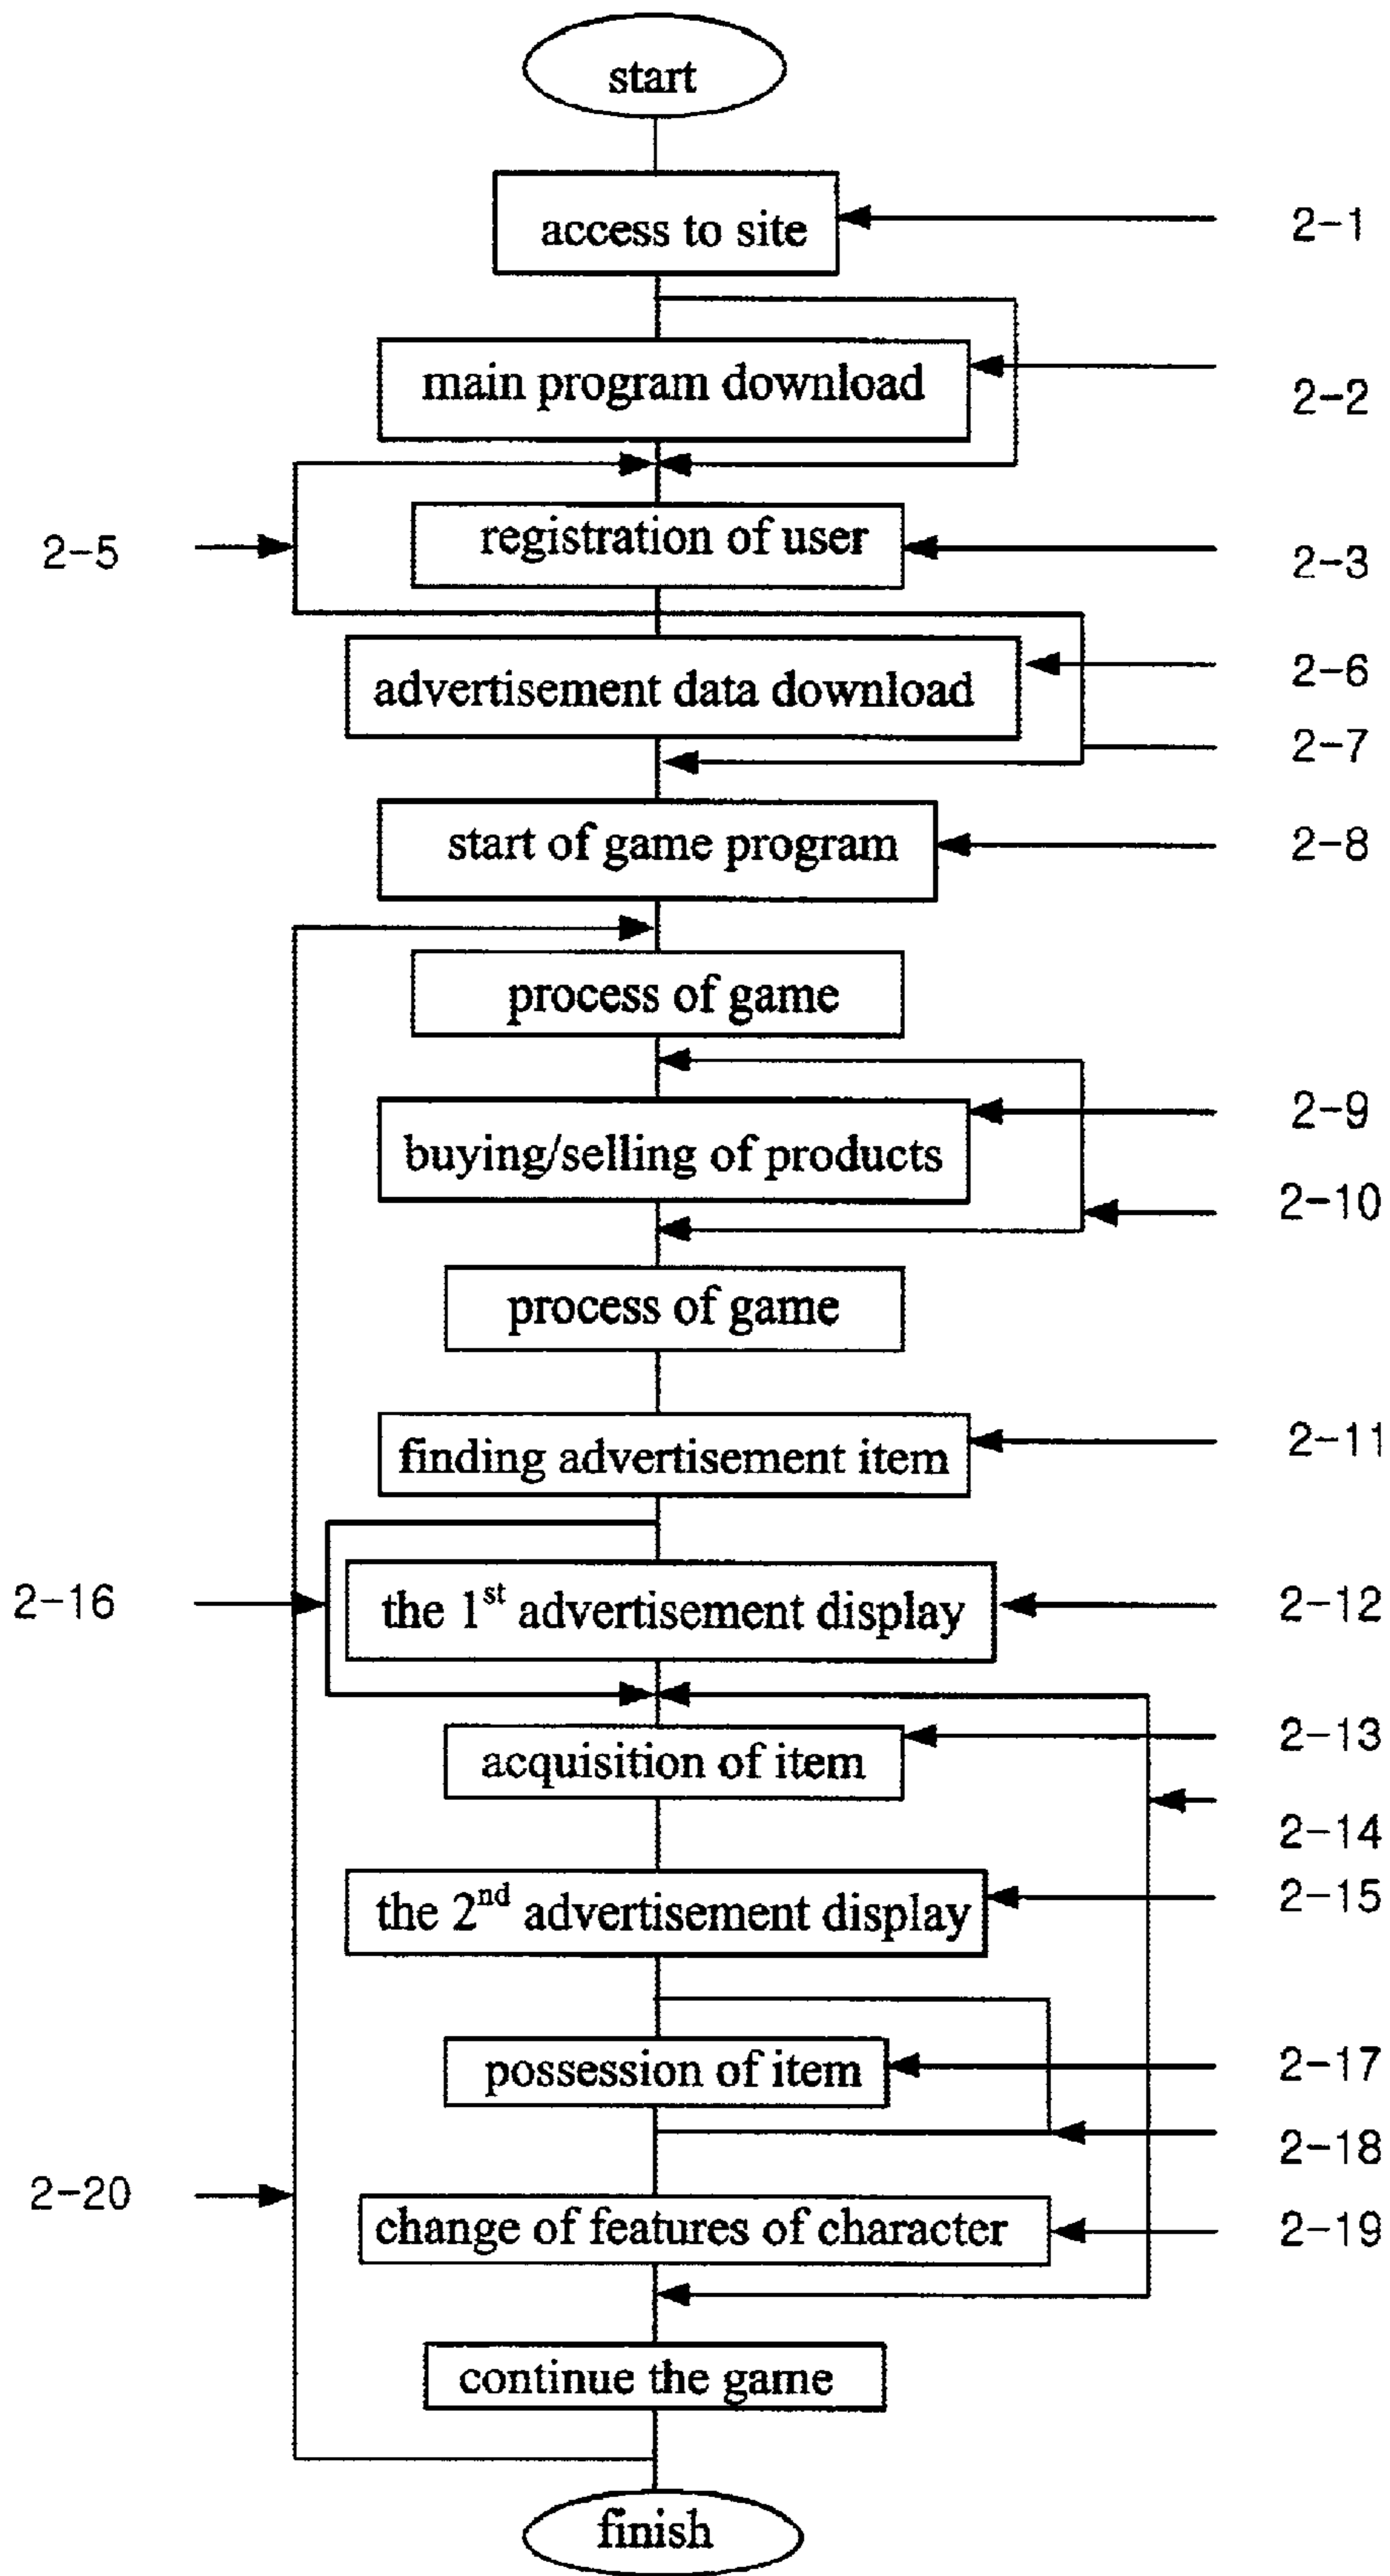 start
access to site
2-1
main program download
2-2
registration of user
2-5
2-3
advertisement data download
2-6
2-7
start of game program
2-8
process of game
buying/selling of products
2-9
2-10
process of game
finding advertisement item
2-11
2-16
the 1st advertisement display
2-12
acquisition of item
2-13
2-14
the 2nd advertisement display
2-15
possession of item
2-17
2-18
2-20
change of features of character
2-19
continue the game
finish